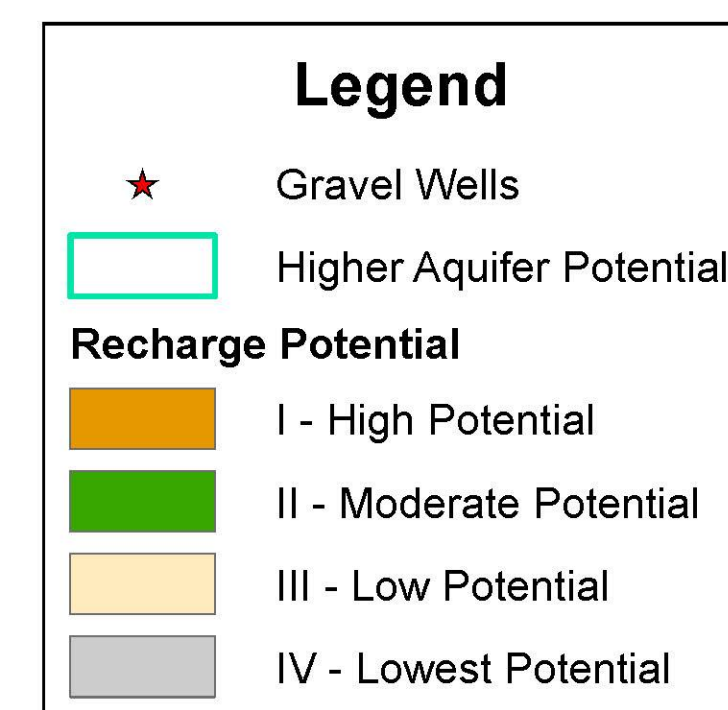 Legend
Gravel Wells
Higher Aquifer Potential
Recharge Potential
I - High Potential
II - Moderate Potential
III - Low Potential
IV - Lowest Potential